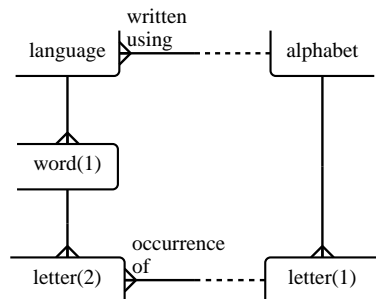 written
using
language
alphabet
word(1)
occurrence
of
letter(2)
letter(1)